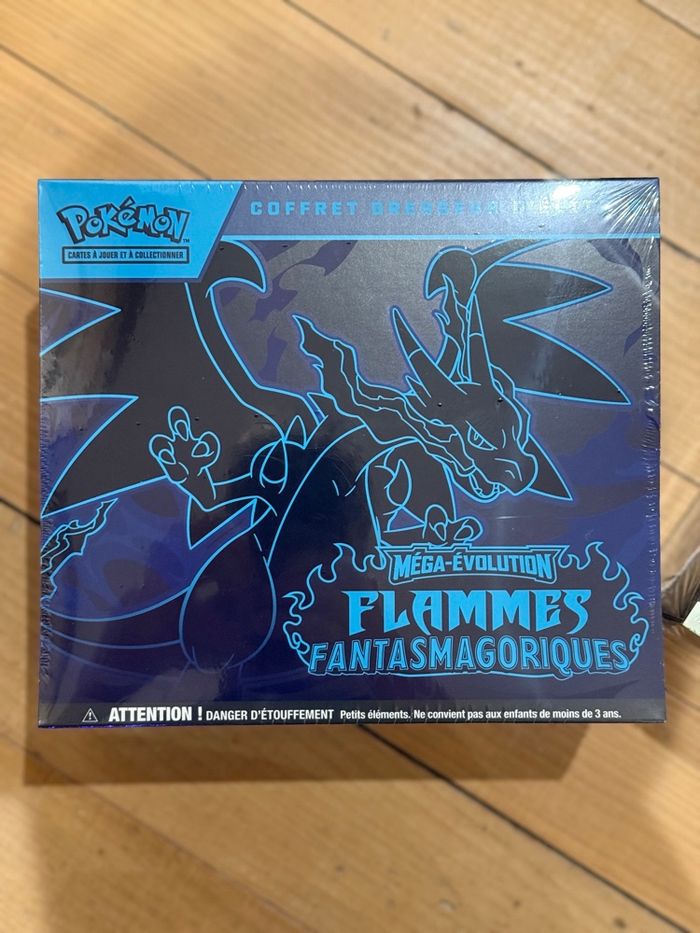 POKÉMON
TM
CARTES À JOUER ET À COLLECTIONNER
COFFRET DRESSEUR
MÉGA-ÉVOLUTION
FLAMMES
FANTASMAGORIQUES
ATTENTION ! DANGER D'ÉTOUFFEMENT Petits éléments. Ne convient pas aux enfants de moins de 3 ans.